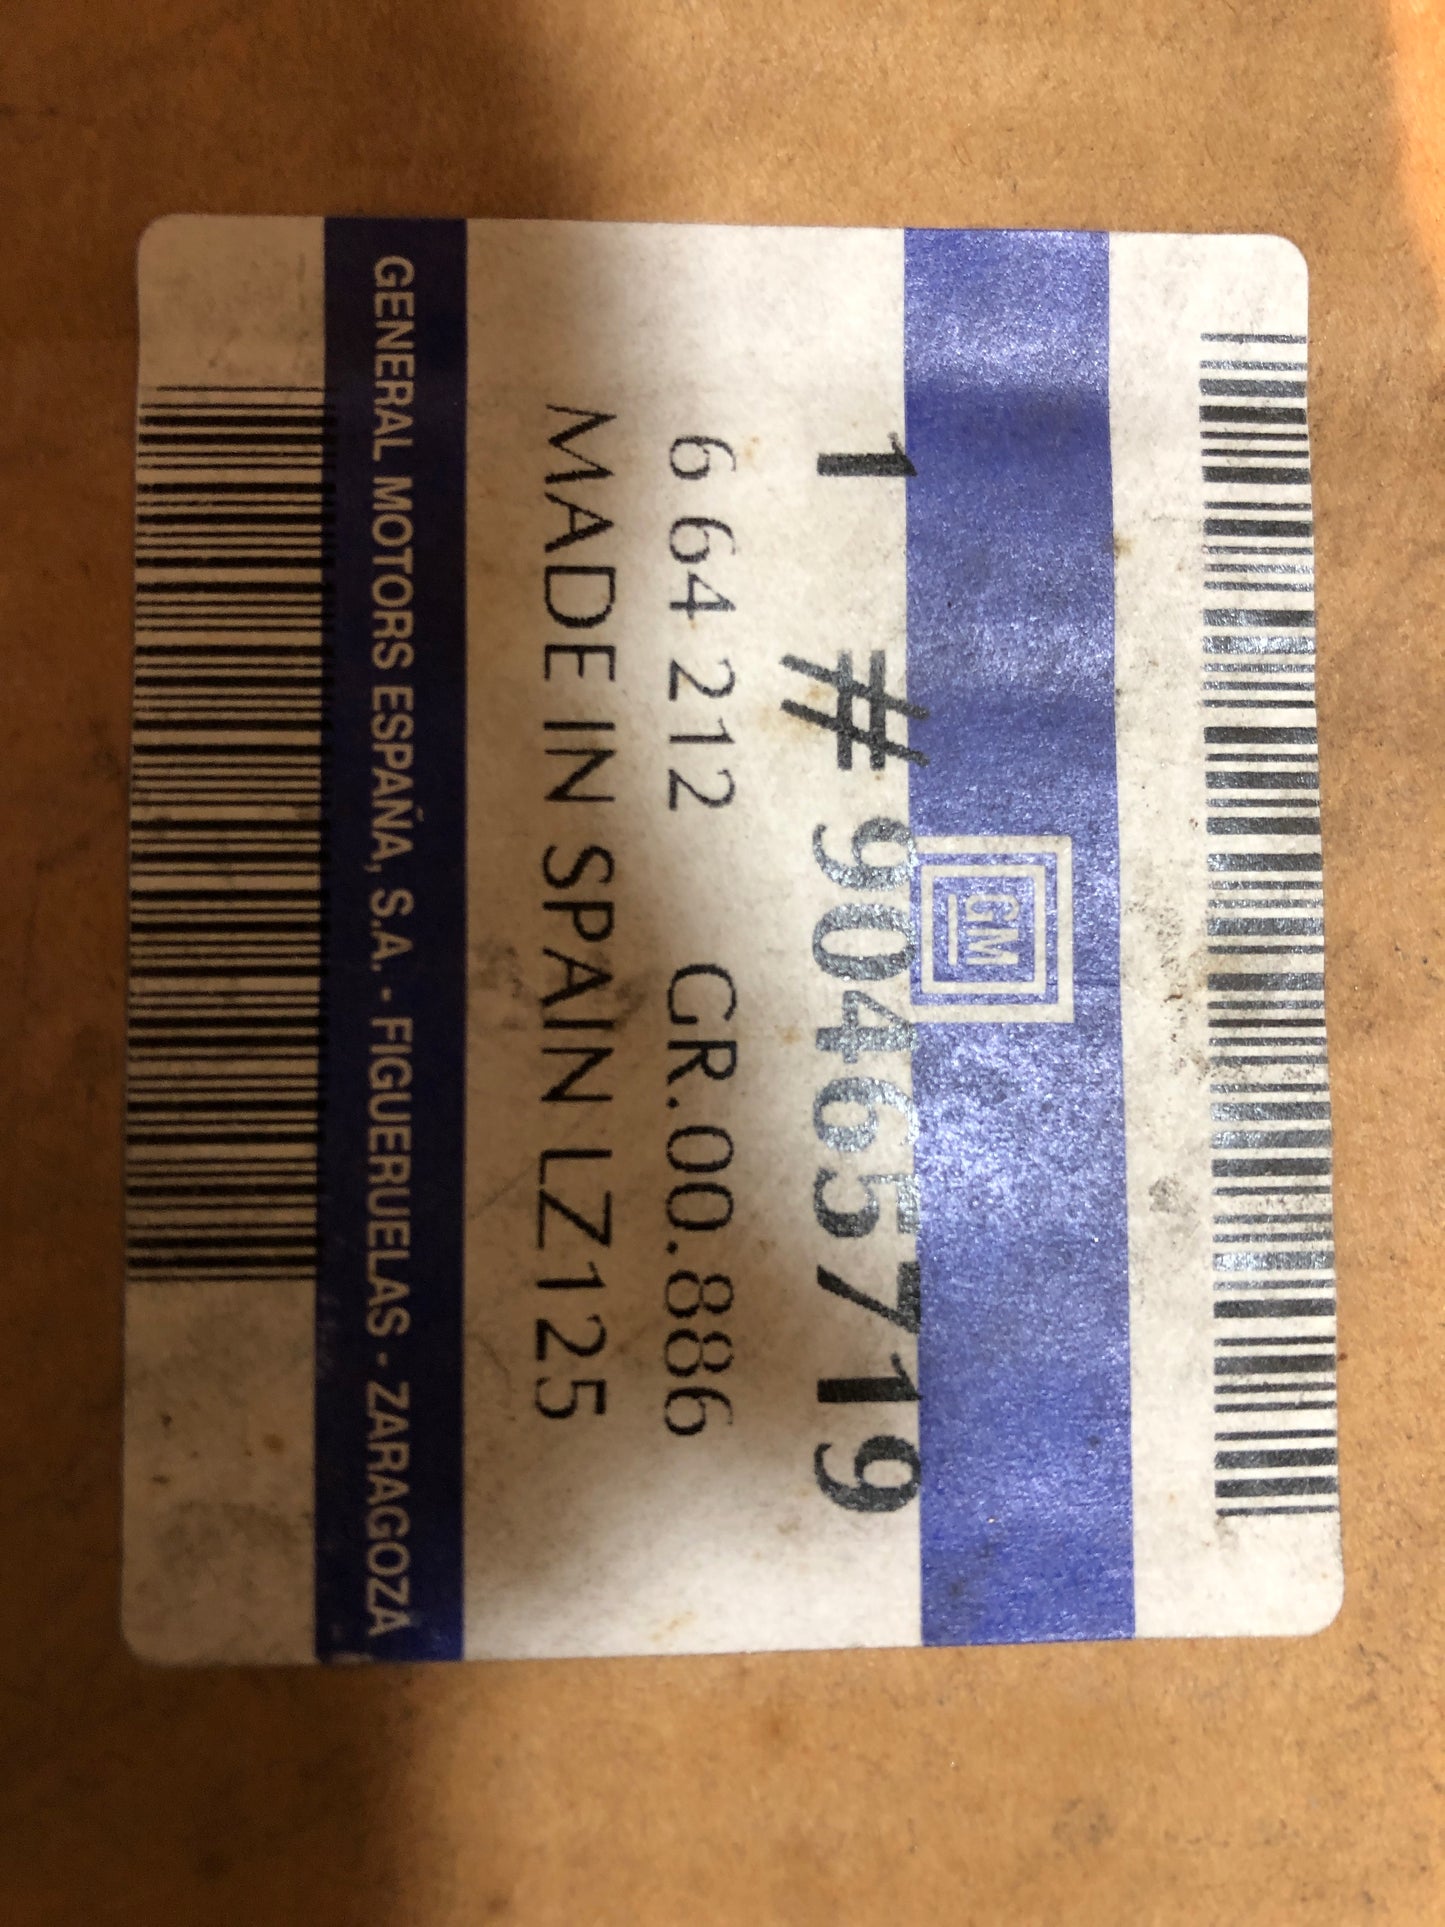 GM
1 #90465719
6 64 212 GR.00.886
MADE IN SPAIN LZ125
GENERAL MOTORS ESPAÑA, S.A. - FIGUERUELAS - ZARAGOZA